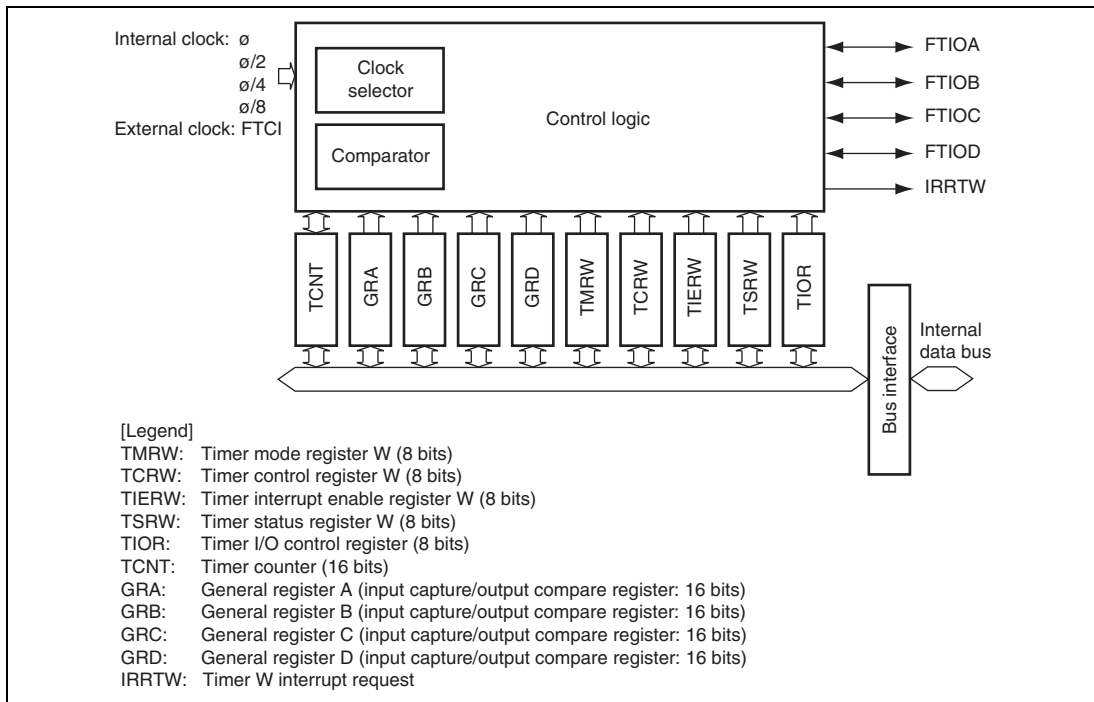 Internal clock: ø
ø/2
ø/4
ø/8
External clock: FTCI
Clock
selector
Comparator
Control logic
FTIOA
FTIOB
FTIOC
FTIOD
IRRTW
TCNT
GRA
GRB
GRC
GRD
TMRW
TCRW
TIERW
TSRW
TIOR
Bus interface
Internal
data bus
[Legend]
TMRW: Timer mode register W (8 bits)
TCRW: Timer control register W (8 bits)
TIERW: Timer interrupt enable register W (8 bits)
TSRW: Timer status register W (8 bits)
TIOR: Timer I/O control register (8 bits)
TCNT: Timer counter (16 bits)
GRA: General register A (input capture/output compare register: 16 bits)
GRB: General register B (input capture/output compare register: 16 bits)
GRC: General register C (input capture/output compare register: 16 bits)
GRD: General register D (input capture/output compare register: 16 bits)
IRRTW: Timer W interrupt request